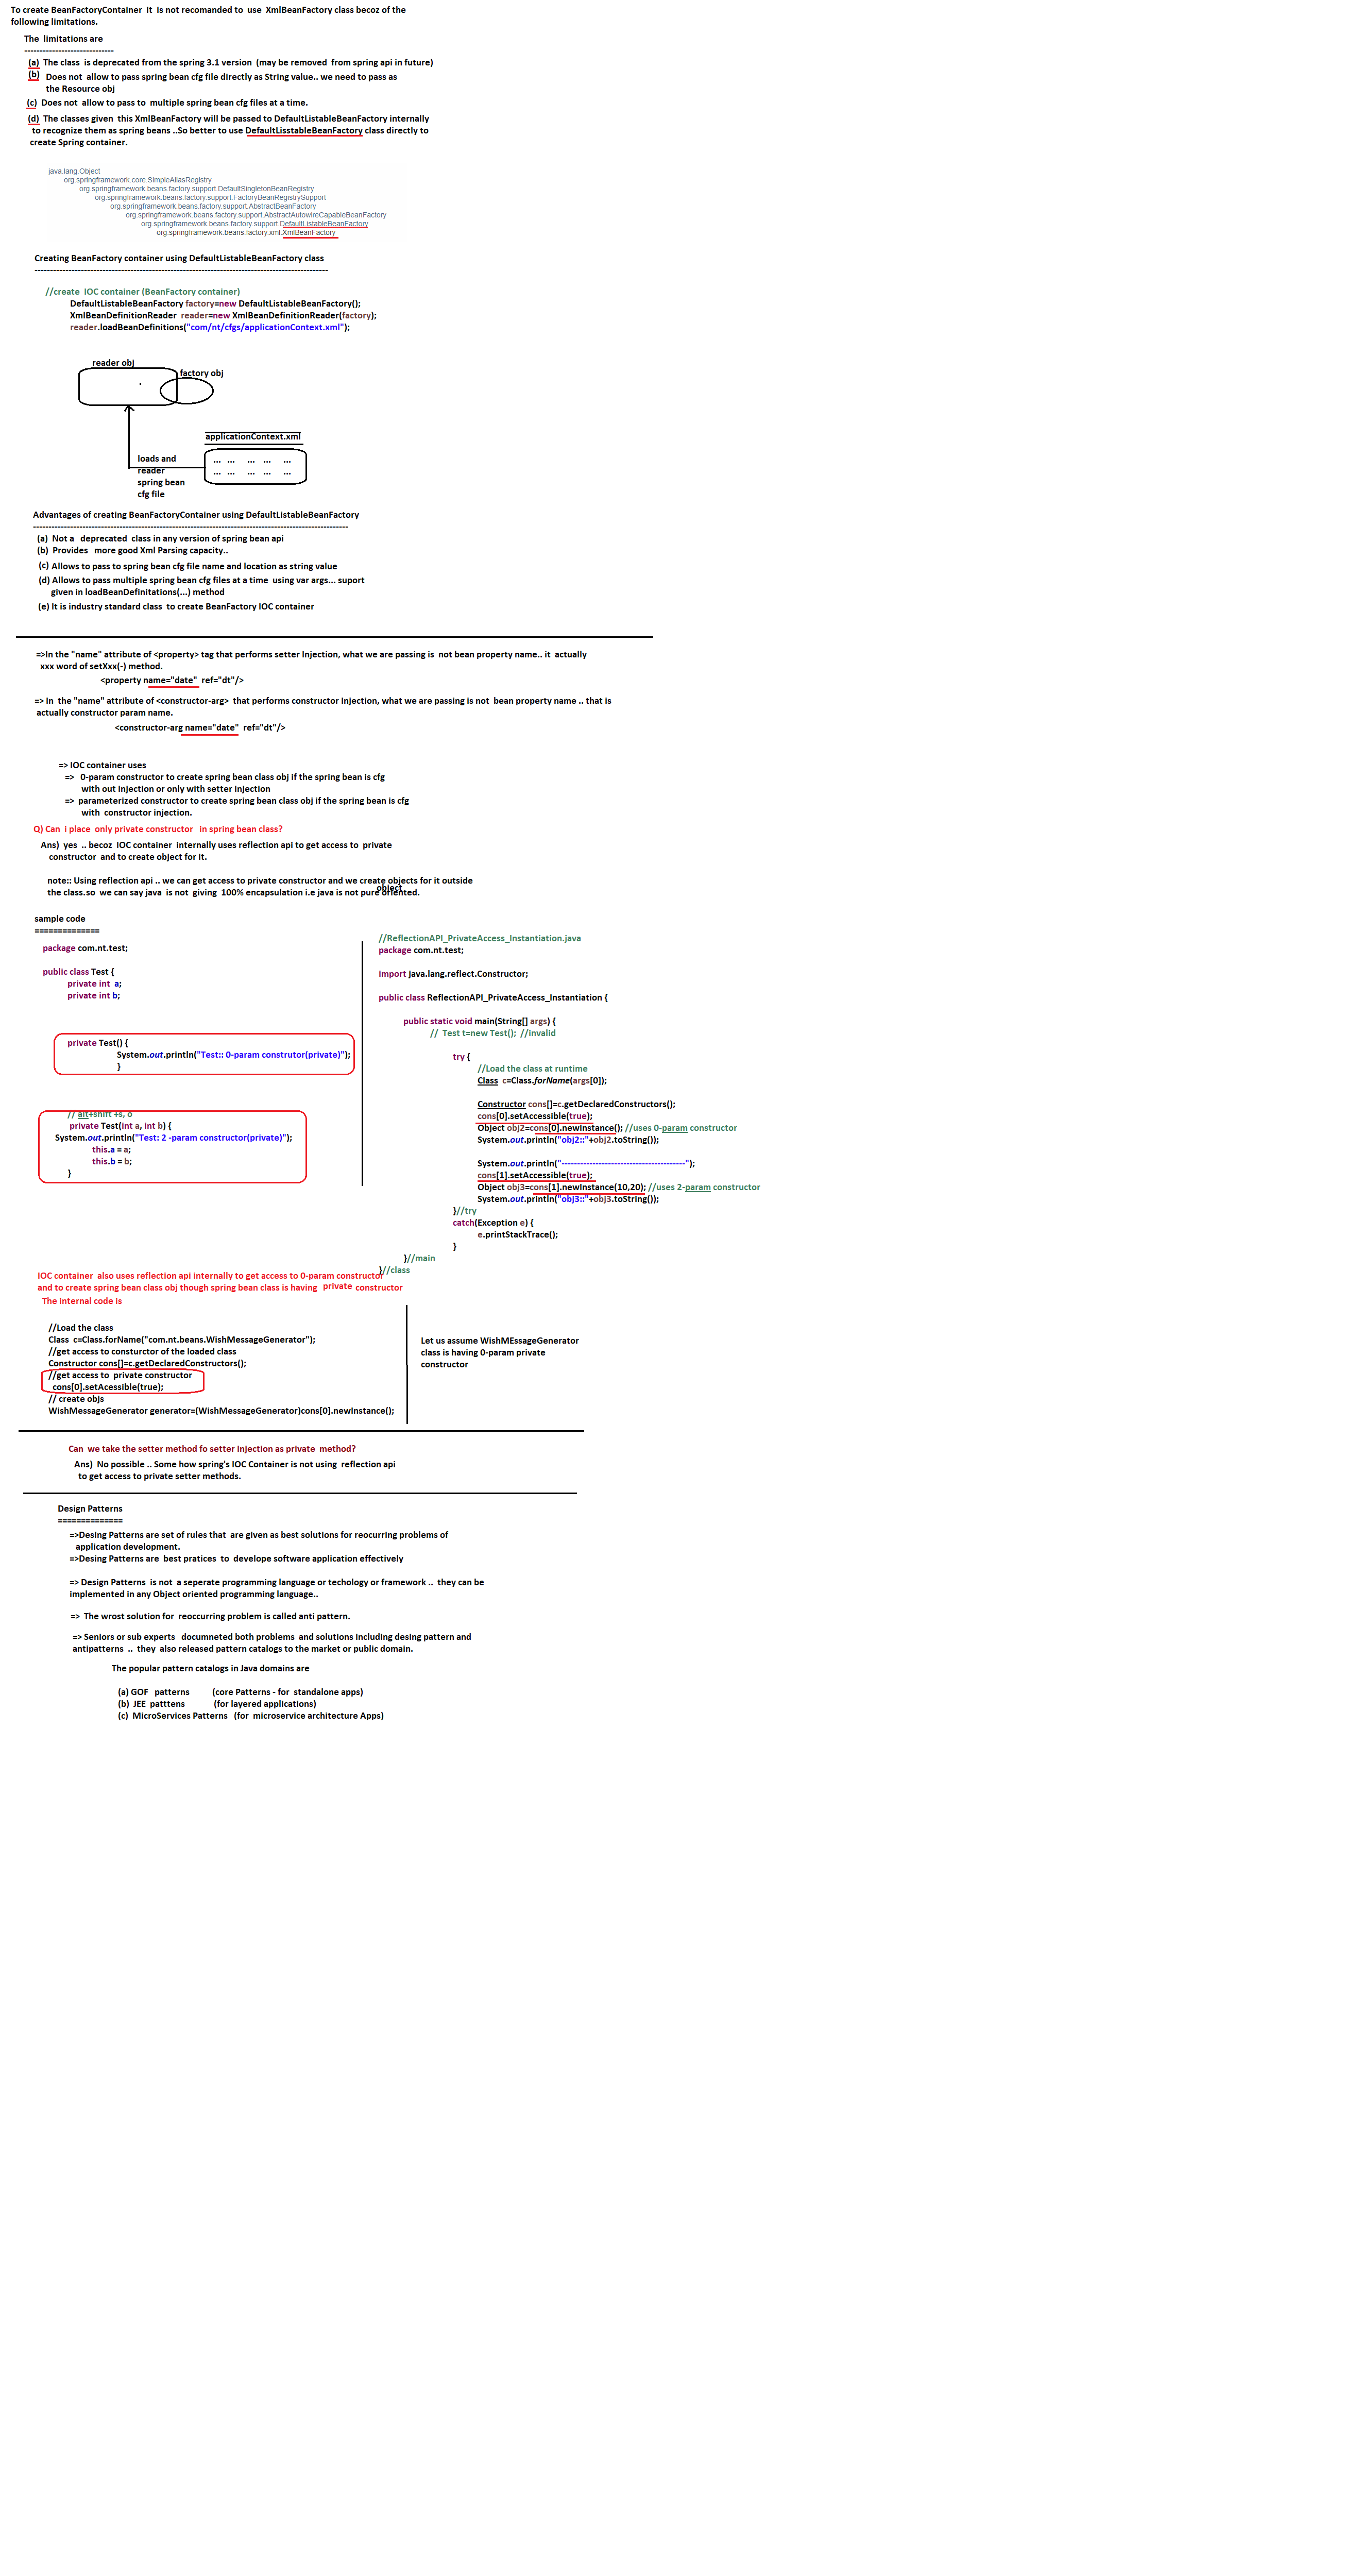 To create BeanFactoryContainer it is not recomanded to use XmlBeanFactory class becoz of the
following limitations.
The limitations are
-----------------------------
(a) The class is deprecated from the spring 3.1 version (may be removed from spring api in future)
(b) Does not allow to pass spring bean cfg file directly as String value.. we need to pass as
the Resource obj
(c) Does not allow to pass to multiple spring bean cfg files at a time.
(d) The classes given this XmlBeanFactory will be passed to DefaultListableBeanFactory internally
to recognize them as spring beans ..So better to use DefaultLisstableBeanFactory class directly to
create Spring container.
java.lang.Object
org.springframework.core.SimpleAliasRegistry
org.springframework.beans.factory.support.DefaultSingletonBeanRegistry
org.springframework.beans.factory.support.FactoryBeanRegistrySupport
org.springframework.beans.factory.support.AbstractBeanFactory
org.springframework.beans.factory.support.AbstractAutowireCapableBeanFactory
org.springframework.beans.factory.support.DefaultListableBeanFactory
org.springframework.beans.factory.xml.XmlBeanFactory
Creating BeanFactory container using DefaultListableBeanFactory class
-----------------------------------------------------------------------------------------------
//create IOC container (BeanFactory container)
DefaultListableBeanFactory factory=new DefaultListableBeanFactory();
XmlBeanDefinitionReader reader=new XmlBeanDefinitionReader(factory);
reader.loadBeanDefinitions("com/nt/cfgs/applicationContext.xml");
reader obj
factory obj
applicationContext.xml
... ... ... ... ...
... ... ... ... ...
loads and
reader
spring bean
cfg file
Advantages of creating BeanFactoryContainer using DefaultListableBeanFactory
------------------------------------------------------------------------------------------------------
(a) Not a deprecated class in any version of spring bean api
(b) Provides more good Xml Parsing capacity..
(c) Allows to pass to spring bean cfg file name and location as string value
(d) Allows to pass multiple spring bean cfg files at a time using var args... suport
given in loadBeanDefinitations(...) method
(e) It is industry standard class to create BeanFactory IOC container
=>In the "name" attribute of <property> tag that performs setter Injection, what we are passing is not bean property name.. it actually
xxx word of setXxx(-) method.
<property name="date" ref="dt"/>
=> In the "name" attribute of <constructor-arg> that performs constructor Injection, what we are passing is not bean property name .. that is
actually constructor param name.
<constructor-arg name="date" ref="dt"/>
=> IOC container uses
=> 0-param constructor to create spring bean class obj if the spring bean is cfg
with out injection or only with setter Injection
=> parameterized constructor to create spring bean class obj if the spring bean is cfg
with constructor injection.
Q) Can i place only private constructor in spring bean class?
Ans) yes .. becoz IOC container internally uses reflection api to get access to private
constructor and to create object for it.
note:: Using reflection api .. we can get access to private constructor and we create objects for it outside
object
the class.so we can say java is not giving 100% encapsulation i.e java is not pure oriented.
sample code
==============
package com.nt.test;
public class Test {
private int a;
private int b;
private Test() {
System.out.println("Test:: 0-param construtor(private)");
}
// alt+shift +s, o
private Test(int a, int b) {
System.out.println("Test: 2 -param constructor(private)");
this.a = a;
this.b = b;
}
//ReflectionAPI_PrivateAccess_Instantiation.java
package com.nt.test;
import java.lang.reflect.Constructor;
public class ReflectionAPI_PrivateAccess_Instantiation {
public static void main(String[] args) {
// Test t=new Test(); //invalid
try {
//Load the class at runtime
Class c=Class.forName(args[0]);
Constructor cons[]=c.getDeclaredConstructors();
cons[0].setAccessible(true);
Object obj2=cons[0].newInstance(); //uses 0-param constructor
System.out.println("obj2::"+obj2.toString());
System.out.println("----------------------------------------");
cons[1].setAccessible(true);
Object obj3=cons[1].newInstance(10,20); //uses 2-param constructor
System.out.println("obj3::"+obj3.toString());
}//try
catch(Exception e) {
e.printStackTrace();
}
}//main
}//class
IOC container also uses reflection api internally to get access to 0-param constructor
and to create spring bean class obj though spring bean class is having private constructor
The internal code is
//Load the class
Class c=Class.forName("com.nt.beans.WishMessageGenerator");
//get access to consturctor of the loaded class
Constructor cons[]=c.getDeclaredConstructors();
//get access to private constructor
cons[0].setAcessible(true);
// create objs
WishMessageGenerator generator=(WishMessageGenerator)cons[0].newInstance();
Let us assume WishMEssageGenerator
class is having 0-param private
constructor
Can we take the setter method fo setter Injection as private method?
Ans) No possible .. Some how spring's IOC Container is not using reflection api
to get access to private setter methods.
Design Patterns
==============
=>Desing Patterns are set of rules that are given as best solutions for reocurring problems of
application development.
=>Desing Patterns are best pratices to develope software application effectively
=> Design Patterns is not a seperate programming language or techology or framework .. they can be
implemented in any Object oriented programming language..
=> The wrost solution for reoccurring problem is called anti pattern.
=> Seniors or sub experts documneted both problems and solutions including desing pattern and
antipatterns .. they also released pattern catalogs to the market or public domain.
The popular pattern catalogs in Java domains are
(a) GOF patterns (core Patterns - for standalone apps)
(b) JEE patttens (for layered applications)
(c) MicroServices Patterns (for microservice architecture Apps)